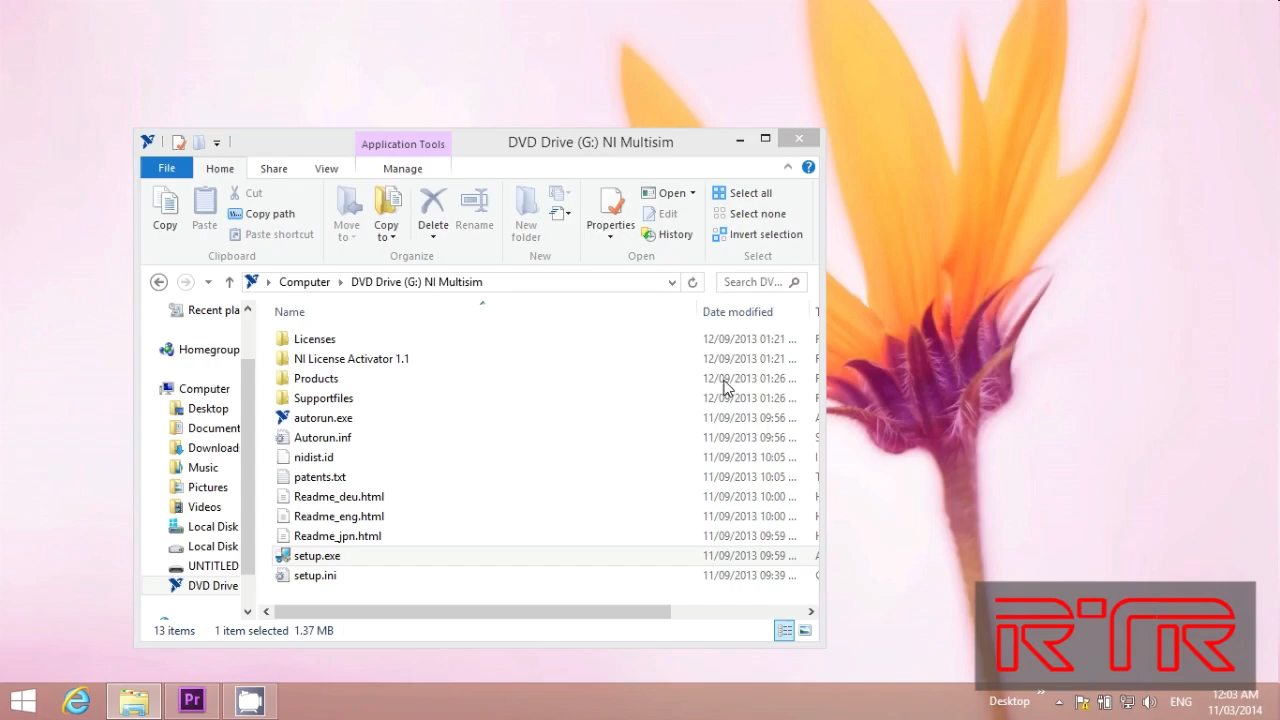 Application Tools
DVD Drive (G:) NI Multisim
File
Home
Share
View
Manage
Copy
Paste
Cut
Copy path
Paste shortcut
Clipboard
Move to
Copy to
Delete
Rename
Organize
New folder
New
Properties
Open
Edit
History
Open
Select all
Select none
Invert selection
Select
Computer
DVD Drive (G:) NI Multisim
Search DV...
Recent pla
Homegroup
Computer
Desktop
Document
Download
Music
Pictures
Videos
Local Disk
Local Disk
UNTITLED
DVD Drive
Name Date modified
Licenses 12/09/2013 01:21 ...
NI License Activator 1.1 12/09/2013 01:21 ...
Products 12/09/2013 01:26 ...
Supportfiles 12/09/2013 01:26 ...
autorun.exe 11/09/2013 09:56 ...
Autorun.inf 11/09/2013 09:56 ...
nidist.id 11/09/2013 10:05 ...
patents.txt 11/09/2013 10:05 ...
Readme_deu.html 11/09/2013 10:00 ...
Readme_eng.html 11/09/2013 10:00 ...
Readme_jpn.html 11/09/2013 09:59 ...
setup.exe 11/09/2013 09:59 ...
setup.ini 11/09/2013 09:39 ...
13 items 1 item selected 1.37 MB
RTR
Pr
Desktop
ENG
12:03 AM
11/03/2014